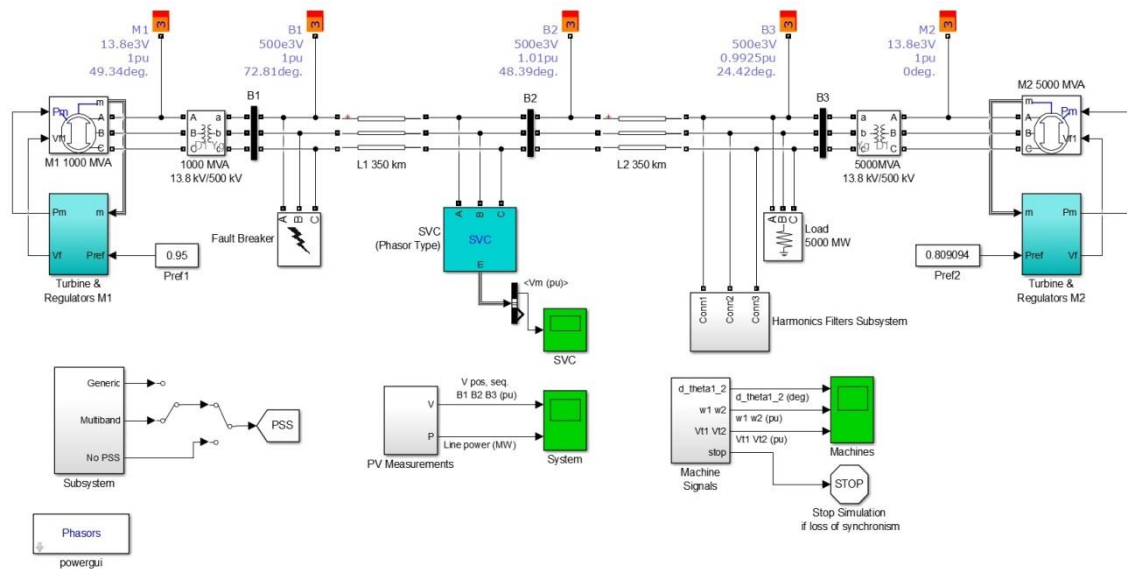 M1
13.8e3V
1pu
49.34deg.
3
B1
500e3V
1pu
72.81deg.
3
B2
500e3V
1.01pu
48.39deg.
3
B3
500e3V
0.9925pu
24.42deg.
3
M2
13.8e3V
1pu
0deg.
3
Pm
m
A
Vf1
B
C
M1 1000 MVA
A
a
B
b
C
c
1000 MVA
13.8 kV/500 kV
B1
L1 350 km
B2
L2 350 km
B3
a
A
b
B
c
C
5000MVA
13.8 kV/500 kV
M2 5000 MVA
m
Pm
A
B
Vf1
C
Pm
m
Vf
Pref
Turbine &
Regulators M1
0.95
Pref1
A
B
C
Fault Breaker
A
B
C
SVC
E
SVC
(Phasor Type)
<Vm (pu)>
SVC
Conn1
Conn2
Conn3
Harmonics Filters Subsystem
A
B
C
Load
5000 MW
0.809094
Pref2
m
Pm
Pref
Vf
Turbine &
Regulators M2
Generic
Multiband
No PSS
Subsystem
PSS
V
P
PV Measurements
V pos, seq.
B1 B2 B3 (pu)
Line power (MW)
System
d_theta1_2
w1 w2
Vt1 Vt2
stop
Machine
Signals
d_theta1_2 (deg)
w1 w2 (pu)
Vt1 Vt2 (pu)
Machines
STOP
Stop Simulation
if loss of synchronism
Phasors
powergui